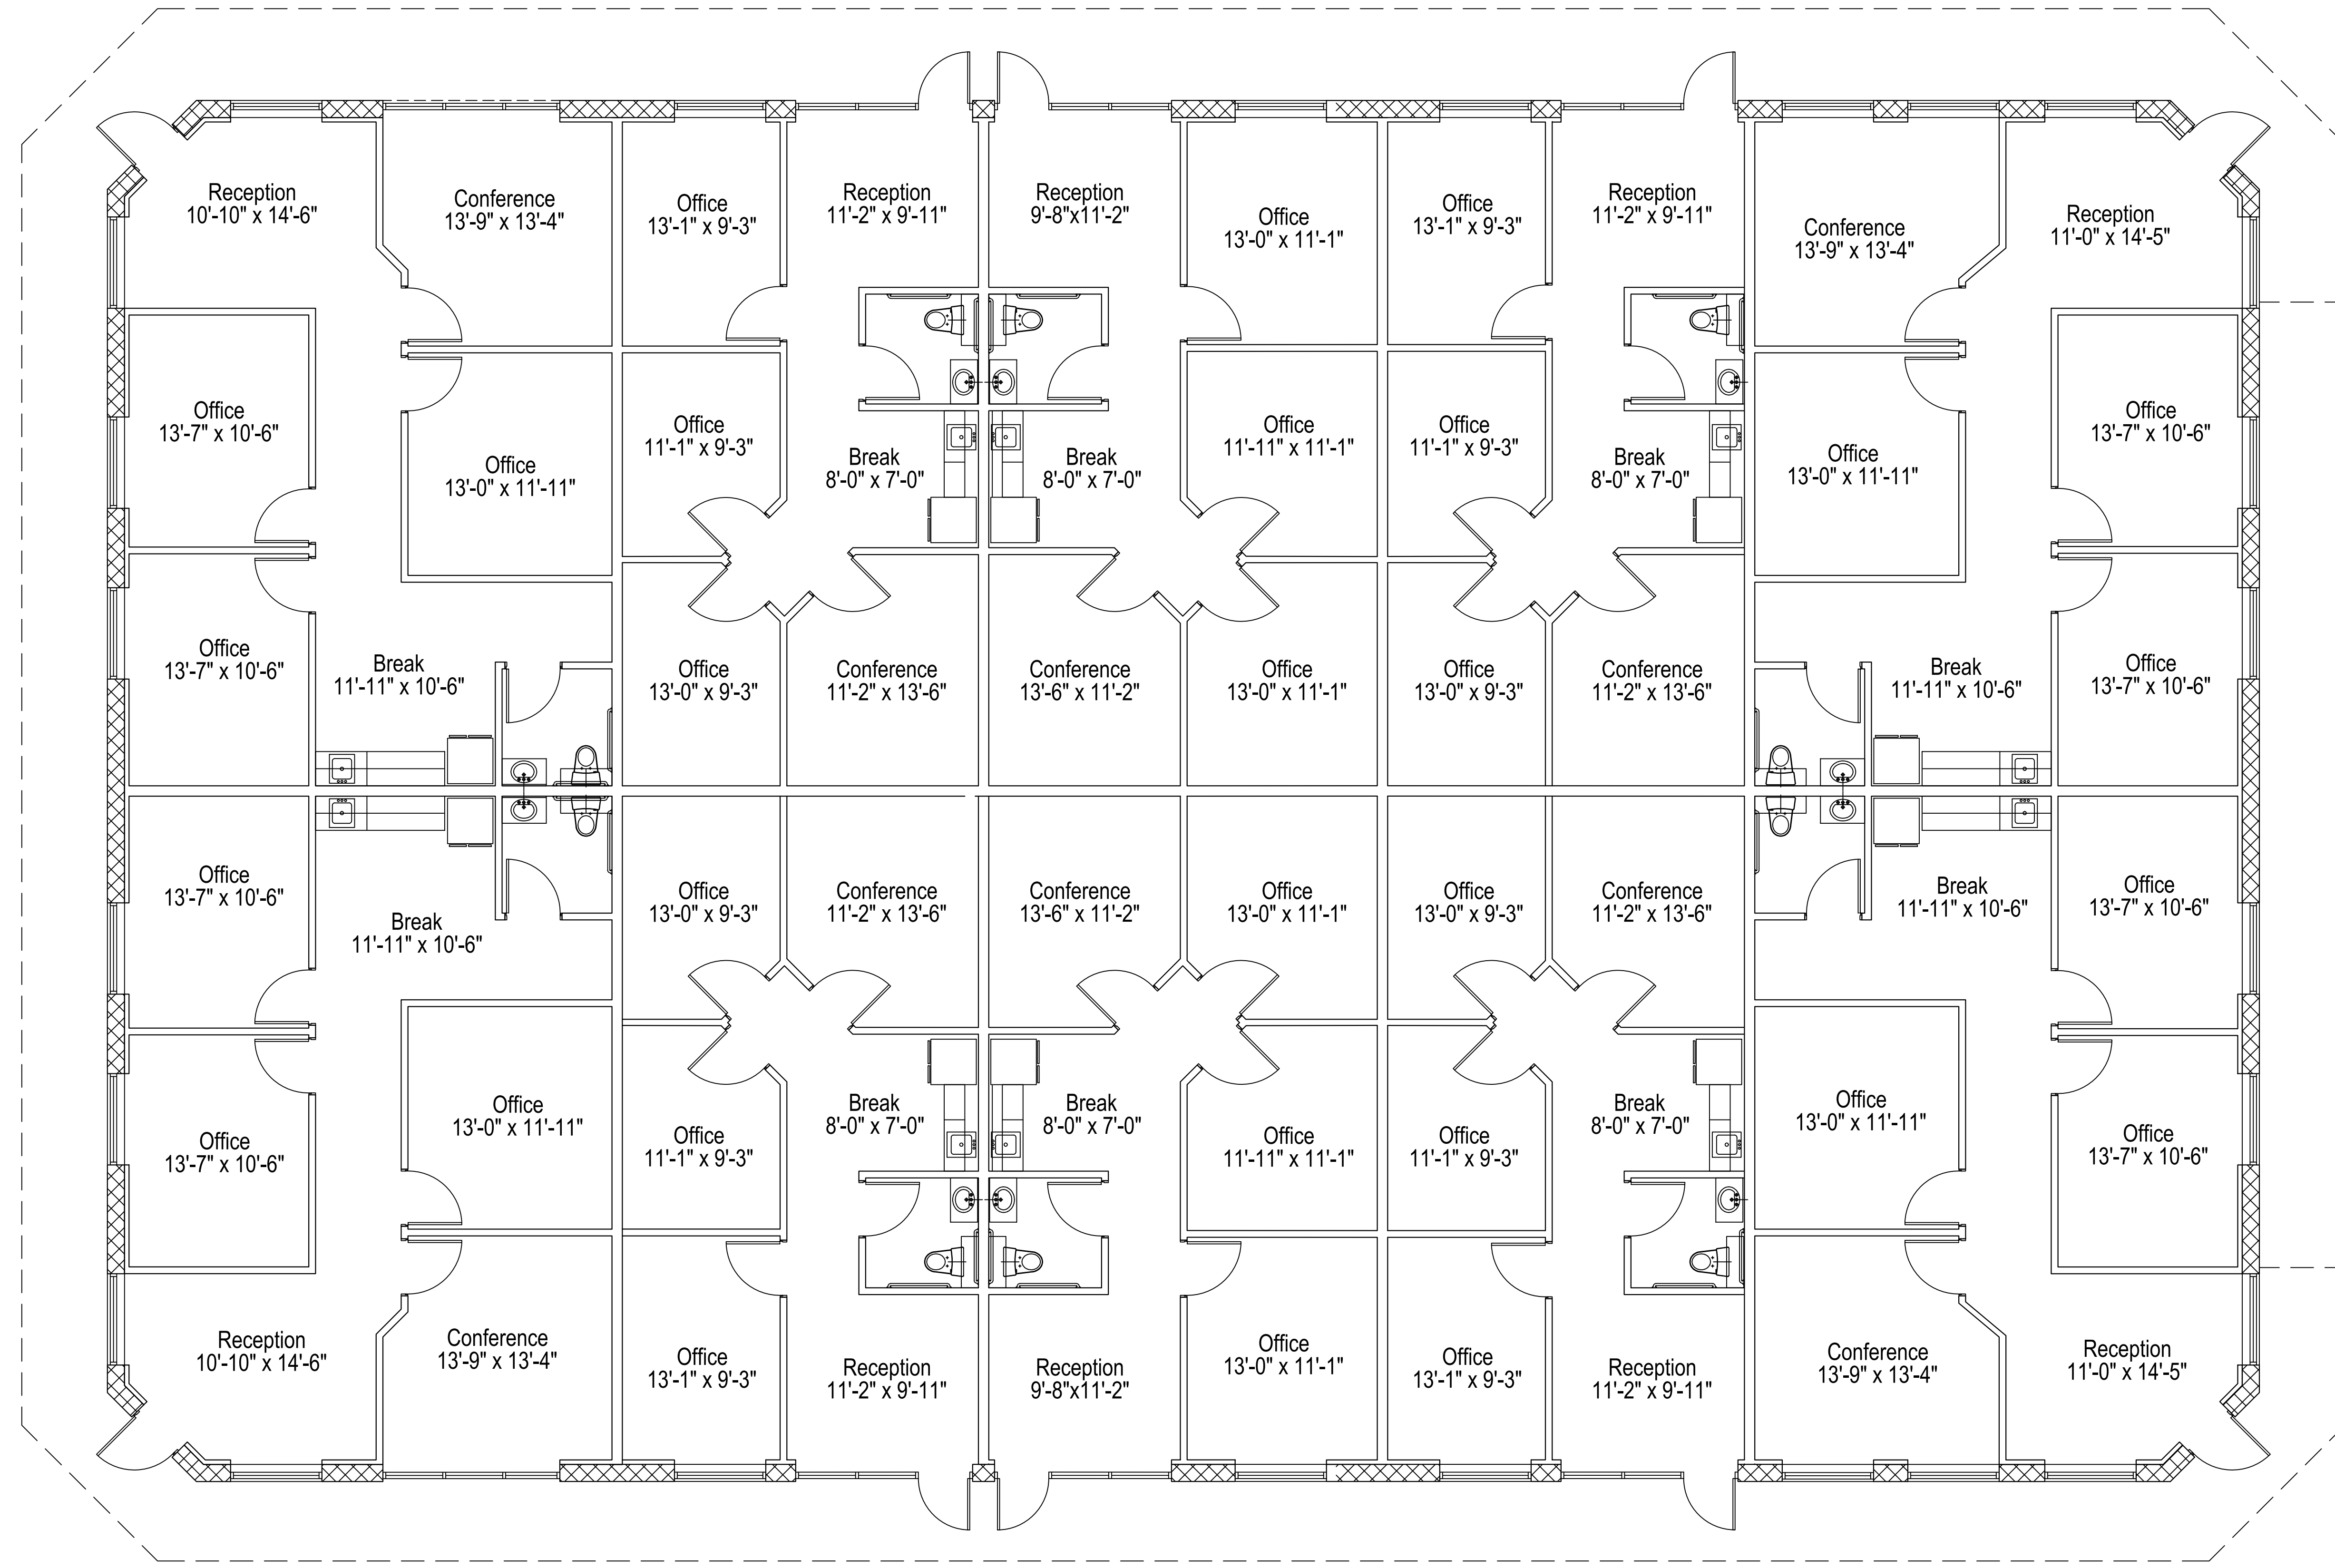 Reception
10'-10" x 14'-6"
Conference
13'-9" x 13'-4"
Office
13'-1" x 9'-3"
Reception
11'-2" x 9'-11"
Reception
9'-8"x11'-2"
Office
13'-0" x 11'-1"
Office
13'-1" x 9'-3"
Reception
11'-2" x 9'-11"
Conference
13'-9" x 13'-4"
Reception
11'-0" x 14'-5"
Office
13'-7" x 10'-6"
Office
13'-0" x 11'-11"
Office
11'-1" x 9'-3"
Break
8'-0" x 7'-0"
Break
8'-0" x 7'-0"
Office
11'-11" x 11'-1"
Office
11'-1" x 9'-3"
Break
8'-0" x 7'-0"
Office
13'-0" x 11'-11"
Office
13'-7" x 10'-6"
Office
13'-7" x 10'-6"
Break
11'-11" x 10'-6"
Office
13'-0" x 9'-3"
Conference
11'-2" x 13'-6"
Conference
13'-6" x 11'-2"
Office
13'-0" x 11'-1"
Office
13'-0" x 9'-3"
Conference
11'-2" x 13'-6"
Break
11'-11" x 10'-6"
Office
13'-7" x 10'-6"
Office
13'-7" x 10'-6"
Break
11'-11" x 10'-6"
Office
13'-0" x 9'-3"
Conference
11'-2" x 13'-6"
Conference
13'-6" x 11'-2"
Office
13'-0" x 11'-1"
Office
13'-0" x 9'-3"
Conference
11'-2" x 13'-6"
Break
11'-11" x 10'-6"
Office
13'-7" x 10'-6"
Office
13'-7" x 10'-6"
Office
13'-0" x 11'-11"
Office
11'-1" x 9'-3"
Break
8'-0" x 7'-0"
Break
8'-0" x 7'-0"
Office
11'-11" x 11'-1"
Office
11'-1" x 9'-3"
Break
8'-0" x 7'-0"
Office
13'-0" x 11'-11"
Office
13'-7" x 10'-6"
Reception
10'-10" x 14'-6"
Conference
13'-9" x 13'-4"
Office
13'-1" x 9'-3"
Reception
11'-2" x 9'-11"
Reception
9'-8"x11'-2"
Office
13'-0" x 11'-1"
Office
13'-1" x 9'-3"
Reception
11'-2" x 9'-11"
Conference
13'-9" x 13'-4"
Reception
11'-0" x 14'-5"